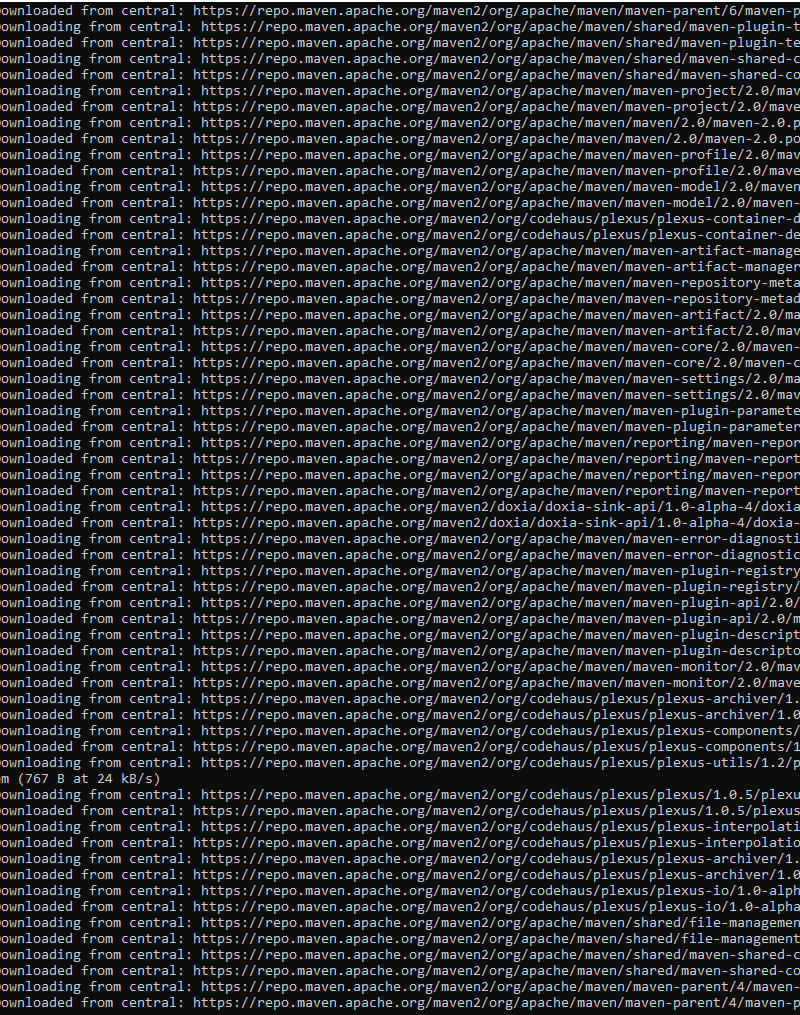 ownloaded from central: https://repo.maven.apache.org/maven2/org/apache/maven/maven-parent/6/maven-p
ownloading from central: https://repo.maven.apache.org/maven2/org/apache/maven/shared/maven-plugin-t
ownloaded from central: https://repo.maven.apache.org/maven2/org/apache/maven/shared/maven-plugin-te
ownloading from central: https://repo.maven.apache.org/maven2/org/apache/maven/shared/maven-shared-c
ownloaded from central: https://repo.maven.apache.org/maven2/org/apache/maven/shared/maven-shared-co
ownloading from central: https://repo.maven.apache.org/maven2/org/apache/maven/maven-project/2.0/mav
ownloaded from central: https://repo.maven.apache.org/maven2/org/apache/maven/maven-project/2.0/mave
ownloading from central: https://repo.maven.apache.org/maven2/org/apache/maven/maven/2.0/maven-2.0.p
ownloaded from central: https://repo.maven.apache.org/maven2/org/apache/maven/maven/2.0/maven-2.0.po
ownloading from central: https://repo.maven.apache.org/maven2/org/apache/maven/maven-profile/2.0/mav
ownloaded from central: https://repo.maven.apache.org/maven2/org/apache/maven/maven-profile/2.0/mave
ownloading from central: https://repo.maven.apache.org/maven2/org/apache/maven/maven-model/2.0/maven
ownloaded from central: https://repo.maven.apache.org/maven2/org/apache/maven/maven-model/2.0/maven-
ownloading from central: https://repo.maven.apache.org/maven2/org/codehaus/plexus/plexus-container-d
ownloaded from central: https://repo.maven.apache.org/maven2/org/codehaus/plexus/plexus-container-de
ownloading from central: https://repo.maven.apache.org/maven2/org/apache/maven/maven-artifact-manage
ownloaded from central: https://repo.maven.apache.org/maven2/org/apache/maven/maven-artifact-manager
ownloading from central: https://repo.maven.apache.org/maven2/org/apache/maven/maven-repository-meta
ownloaded from central: https://repo.maven.apache.org/maven2/org/apache/maven/maven-repository-metad
ownloading from central: https://repo.maven.apache.org/maven2/org/apache/maven/maven-artifact/2.0/ma
ownloaded from central: https://repo.maven.apache.org/maven2/org/apache/maven/maven-artifact/2.0/mav
ownloading from central: https://repo.maven.apache.org/maven2/org/apache/maven/maven-core/2.0/maven-
ownloaded from central: https://repo.maven.apache.org/maven2/org/apache/maven/maven-core/2.0/maven-c
ownloading from central: https://repo.maven.apache.org/maven2/org/apache/maven/maven-settings/2.0/ma
ownloaded from central: https://repo.maven.apache.org/maven2/org/apache/maven/maven-settings/2.0/mav
ownloading from central: https://repo.maven.apache.org/maven2/org/apache/maven/maven-plugin-paramete
ownloaded from central: https://repo.maven.apache.org/maven2/org/apache/maven/maven-plugin-parameter
ownloading from central: https://repo.maven.apache.org/maven2/org/apache/maven/reporting/maven-repor
ownloaded from central: https://repo.maven.apache.org/maven2/org/apache/maven/reporting/maven-report
ownloading from central: https://repo.maven.apache.org/maven2/org/apache/maven/reporting/maven-repor
ownloaded from central: https://repo.maven.apache.org/maven2/org/apache/maven/reporting/maven-report
ownloading from central: https://repo.maven.apache.org/maven2/doxia/doxia-sink-api/1.0-alpha-4/doxia
ownloaded from central: https://repo.maven.apache.org/maven2/doxia/doxia-sink-api/1.0-alpha-4/doxia-
ownloading from central: https://repo.maven.apache.org/maven2/org/apache/maven/maven-error-diagnosti
ownloaded from central: https://repo.maven.apache.org/maven2/org/apache/maven/maven-error-diagnostic
ownloading from central: https://repo.maven.apache.org/maven2/org/apache/maven/maven-plugin-registry
ownloaded from central: https://repo.maven.apache.org/maven2/org/apache/maven/maven-plugin-registry/
ownloading from central: https://repo.maven.apache.org/maven2/org/apache/maven/maven-plugin-api/2.0/
ownloaded from central: https://repo.maven.apache.org/maven2/org/apache/maven/maven-plugin-api/2.0/m
ownloading from central: https://repo.maven.apache.org/maven2/org/apache/maven/maven-plugin-descript
ownloaded from central: https://repo.maven.apache.org/maven2/org/apache/maven/maven-plugin-descripto
ownloading from central: https://repo.maven.apache.org/maven2/org/apache/maven/maven-monitor/2.0/mav
ownloaded from central: https://repo.maven.apache.org/maven2/org/apache/maven/maven-monitor/2.0/mave
ownloading from central: https://repo.maven.apache.org/maven2/org/codehaus/plexus/plexus-archiver/1.
ownloaded from central: https://repo.maven.apache.org/maven2/org/codehaus/plexus/plexus-archiver/1.0
ownloading from central: https://repo.maven.apache.org/maven2/org/codehaus/plexus/plexus-components/
ownloaded from central: https://repo.maven.apache.org/maven2/org/codehaus/plexus/plexus-components/1
ownloading from central: https://repo.maven.apache.org/maven2/org/codehaus/plexus/plexus-utils/1.2/p
om (767 B at 24 kB/s)
ownloading from central: https://repo.maven.apache.org/maven2/org/codehaus/plexus/plexus/1.0.5/plexu
ownloaded from central: https://repo.maven.apache.org/maven2/org/codehaus/plexus/plexus/1.0.5/plexus
ownloading from central: https://repo.maven.apache.org/maven2/org/codehaus/plexus/plexus-interpolati
ownloaded from central: https://repo.maven.apache.org/maven2/org/codehaus/plexus/plexus-interpolatio
ownloading from central: https://repo.maven.apache.org/maven2/org/codehaus/plexus/plexus-archiver/1.
ownloaded from central: https://repo.maven.apache.org/maven2/org/codehaus/plexus/plexus-archiver/1.0
ownloading from central: https://repo.maven.apache.org/maven2/org/codehaus/plexus/plexus-io/1.0-alph
ownloaded from central: https://repo.maven.apache.org/maven2/org/codehaus/plexus/plexus-io/1.0-alpha
ownloading from central: https://repo.maven.apache.org/maven2/org/apache/maven/shared/file-managemen
ownloaded from central: https://repo.maven.apache.org/maven2/org/apache/maven/shared/file-management
ownloading from central: https://repo.maven.apache.org/maven2/org/apache/maven/shared/maven-shared-c
ownloaded from central: https://repo.maven.apache.org/maven2/org/apache/maven/shared/maven-shared-co
ownloading from central: https://repo.maven.apache.org/maven2/org/apache/maven/maven-parent/4/maven-
ownloaded from central: https://repo.maven.apache.org/maven2/org/apache/maven/maven-parent/4/maven-p